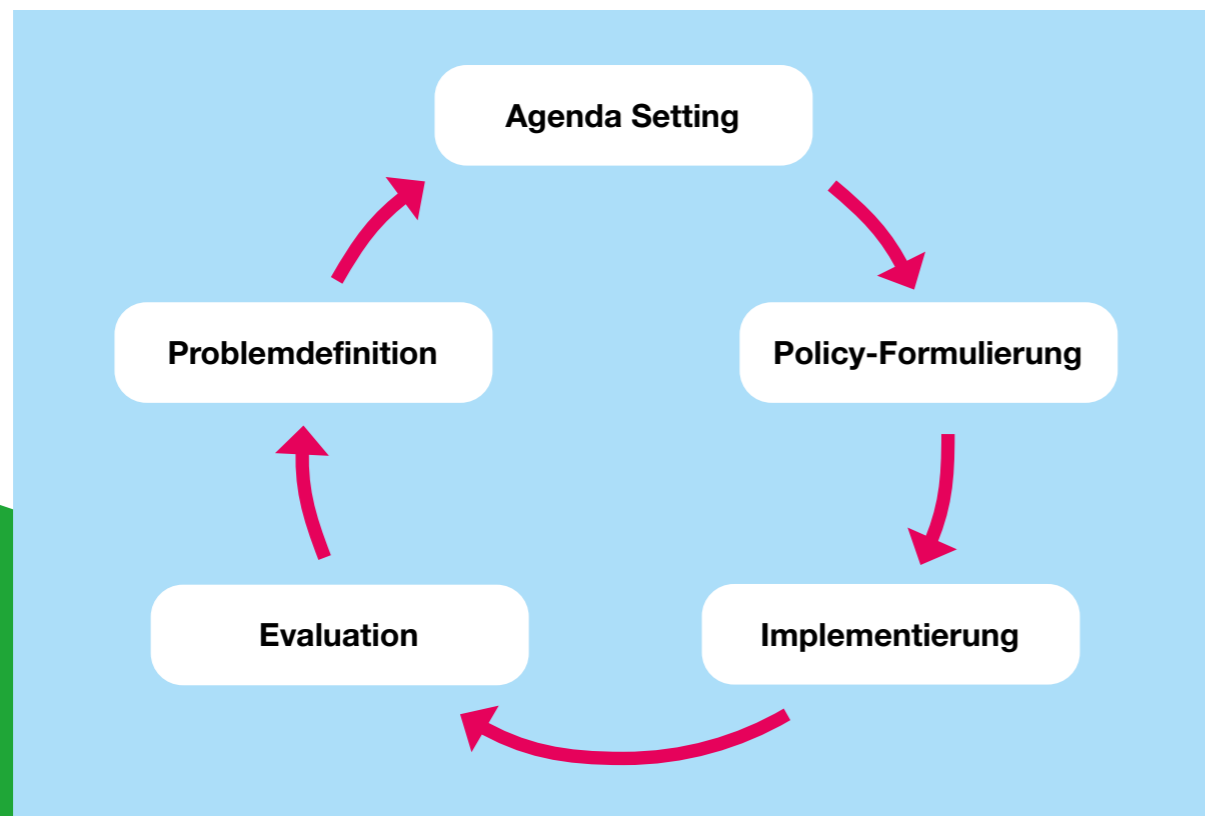 Agenda Setting
Problemdefinition
Policy-Formulierung
Evaluation
Implementierung